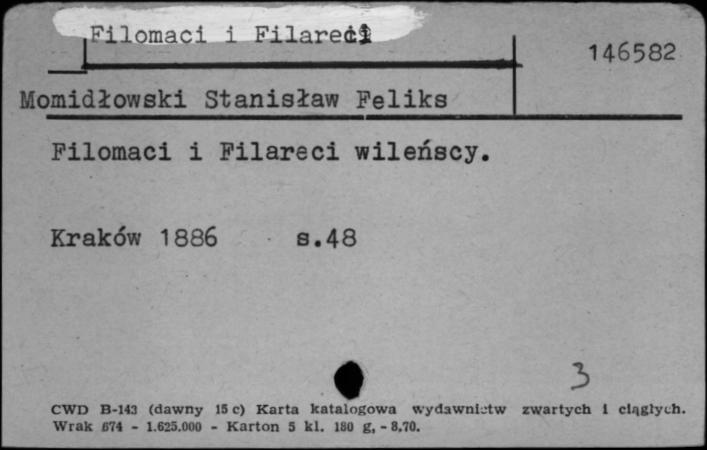 Filomaci i Filareci
146582
Momidłowski Stanisław Feliks
Filomaci i Filareci wileńscy.
Kraków 1886 s.48
3
CWD B-143 (dawny 15 c) Karta katalogowa wydawnictw zwartych i ciągłych.
Wrak 674 - 1.625.000 - Karton 5 kl. 180 g, - 8,70.